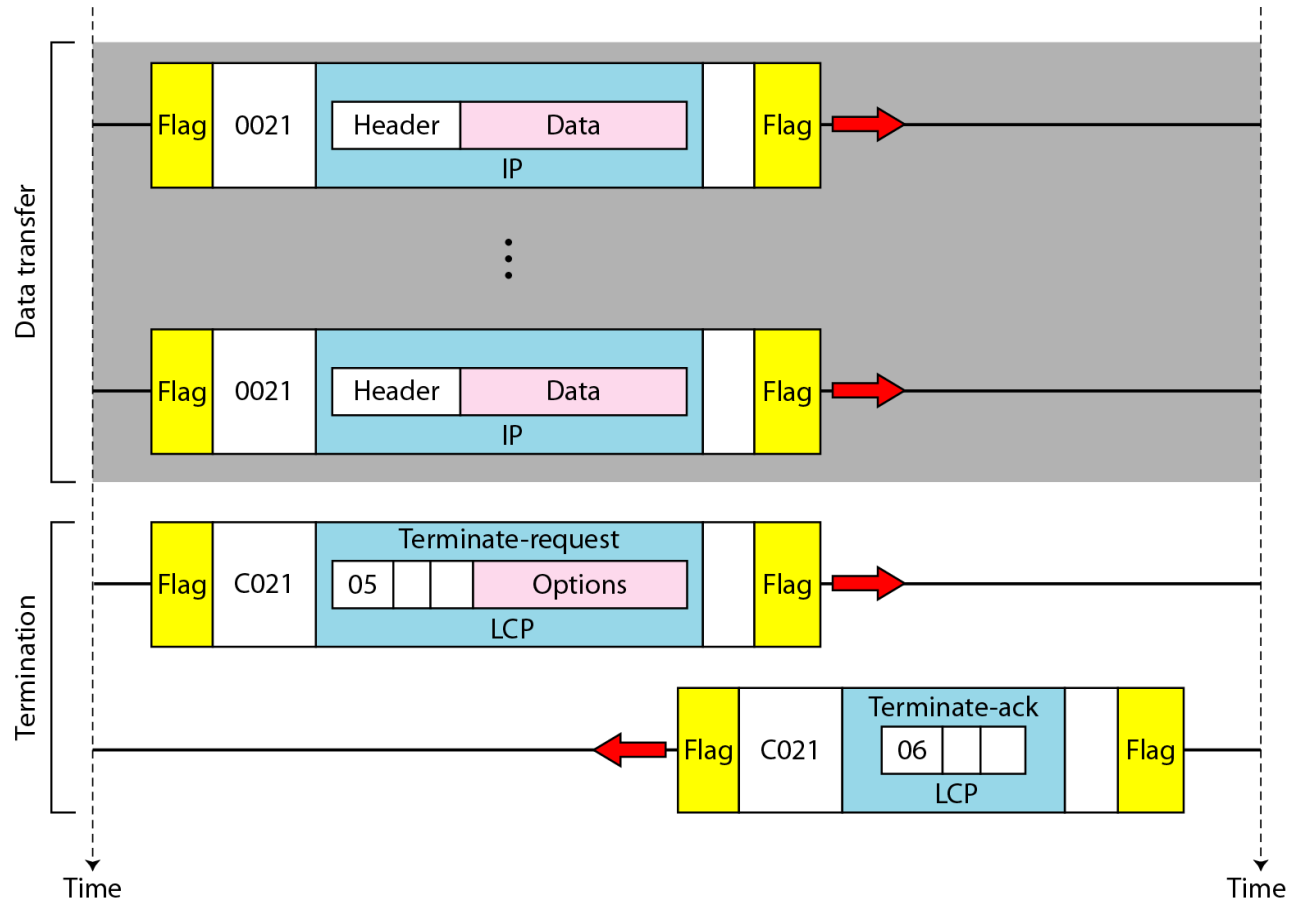 Data transfer
Flag 0021 Header Data Flag
IP
Flag 0021 Header Data Flag
IP
Termination
Terminate-request
Flag C021 05 Options Flag
LCP
Terminate-ack
Flag C021 06 Flag
LCP
Time Time